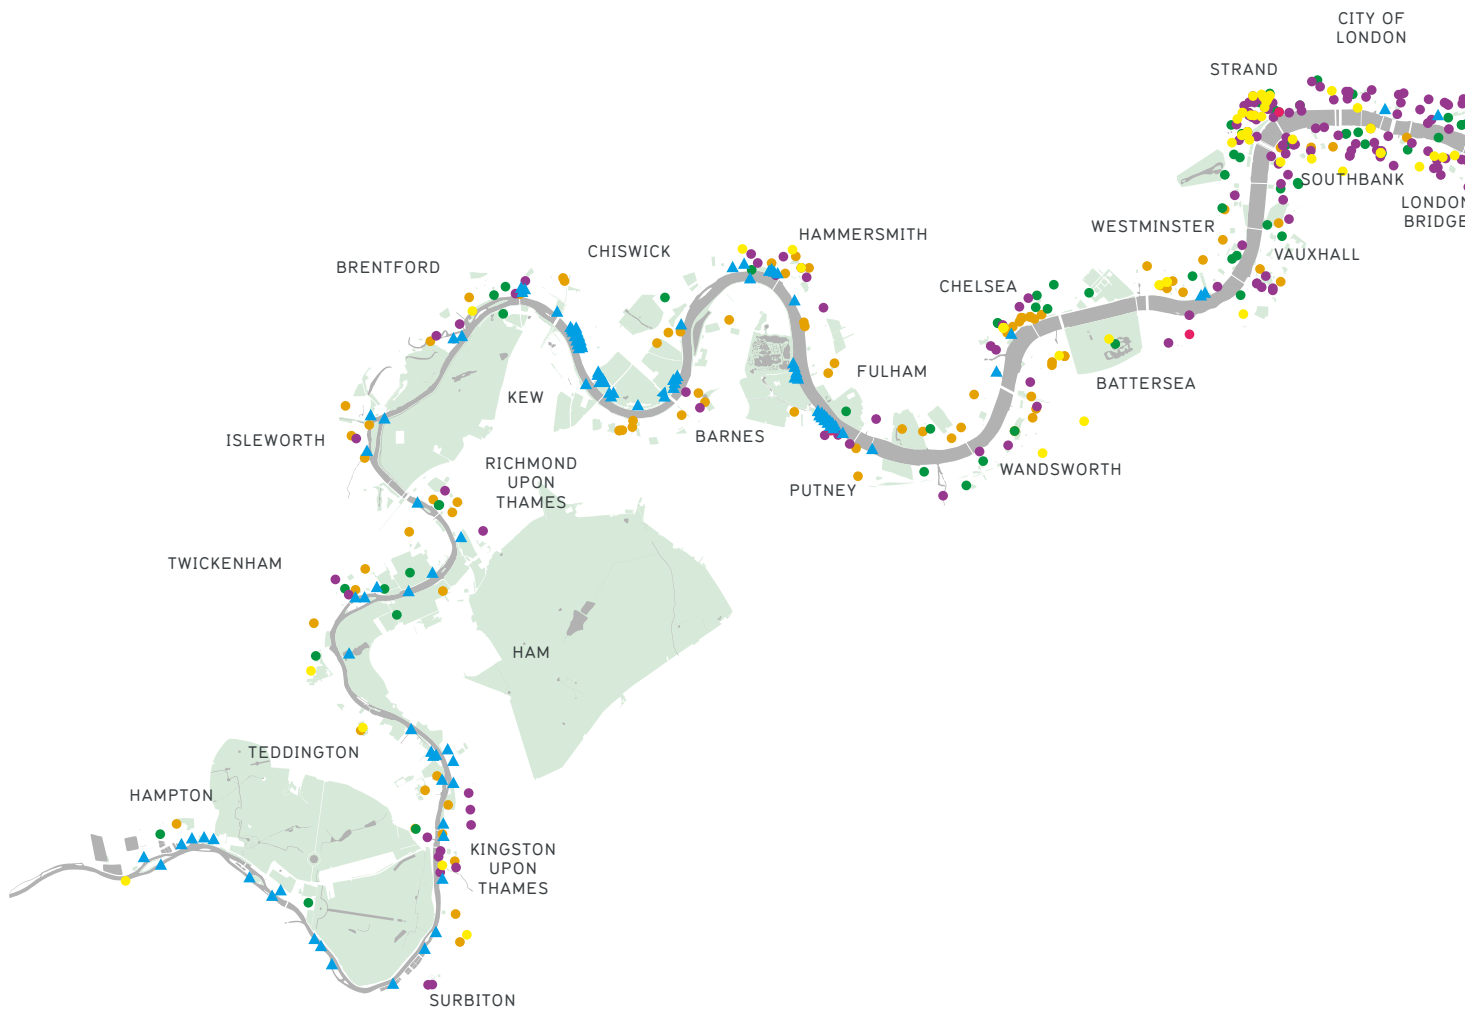 CITY OF
LONDON
STRAND
SOUTHBANK
LONDON
BRIDGE
WESTMINSTER
VAUXHALL
HAMMERSMITH
CHISWICK
BRENTFORD
CHELSEA
FULHAM
BATTERSEA
KEW
BARNES
ISLEWORTH
RICHMOND
UPON
THAMES
WANDSWORTH
PUTNEY
TWICKENHAM
HAM
TEDDINGTON
HAMPTON
KINGSTON
UPON
THAMES
SURBITON